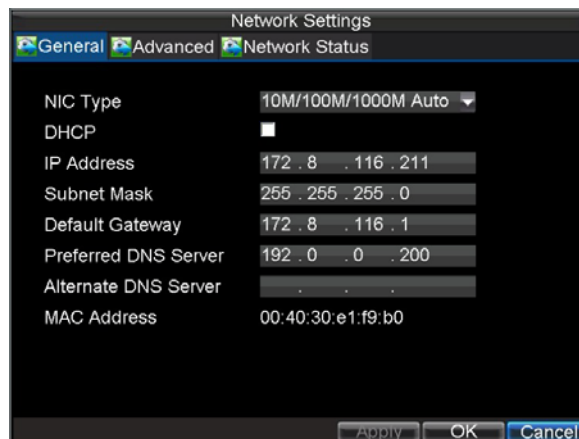 Network Settings
General Advanced Network Status
NIC Type 10M/100M/1000M Auto
DHCP
IP Address 172 . 8 . 116 . 211
Subnet Mask 255 . 255 . 255 . 0
Default Gateway 172 . 8 . 116 . 1
Preferred DNS Server 192 . 0 . 0 . 200
Alternate DNS Server . . .
MAC Address 00:40:30:e1:f9:b0
Apply OK Cancel